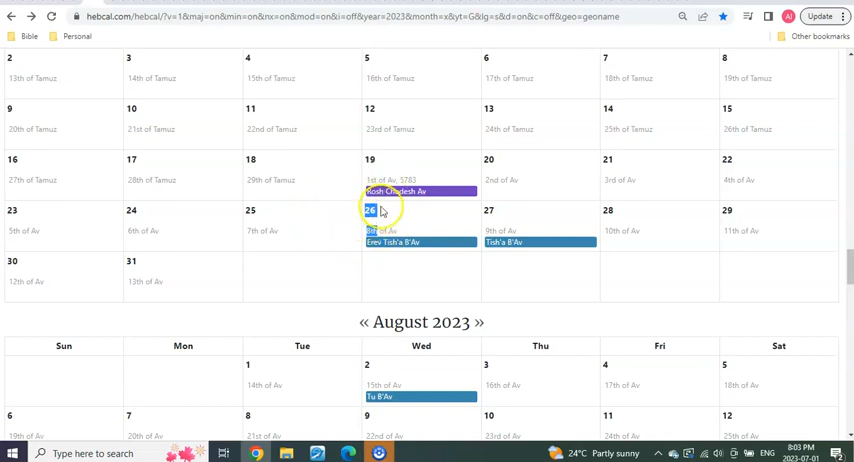 hebcal.com/hebcal/?v=1&maj=on&min=on&nx=on&mod=on&i=off&year=2023&month=x&yt=G&lg=s&d=on&c=off&geo=geoname
AI
Update
Bible
Personal
Other bookmarks
2 3 4 5 6 7 8
13th of Tamuz 14th of Tamuz 15th of Tamuz 16th of Tamuz 17th of Tamuz 18th of Tamuz 19th of Tamuz
9 10 11 12 13 14 15
20th of Tamuz 21st of Tamuz 22nd of Tamuz 23rd of Tamuz 24th of Tamuz 25th of Tamuz 26th of Tamuz
16 17 18 19 20 21 22
27th of Tamuz 28th of Tamuz 29th of Tamuz 1st of Av, 5783 2nd of Av 3rd of Av 4th of Av
Rosh Chodesh Av
23 24 25 26 27 28 29
5th of Av 6th of Av 7th of Av 8th of Av 9th of Av 10th of Av 11th of Av
Erev Tish'a B'Av Tish'a B'Av
30 31
12th of Av 13th of Av
« August 2023 »
Sun Mon Tue Wed Thu Fri Sat
1 2 3 4 5
14th of Av 15th of Av 16th of Av 17th of Av 18th of Av
Tu B'Av
6 7 8 9 10 11 12
19th of Av 20th of Av 21st of Av 22nd of Av 23rd of Av 24th of Av 25th of Av
Type here to search
24°C Partly sunny
ENG
8:03 PM
2023-07-01
2